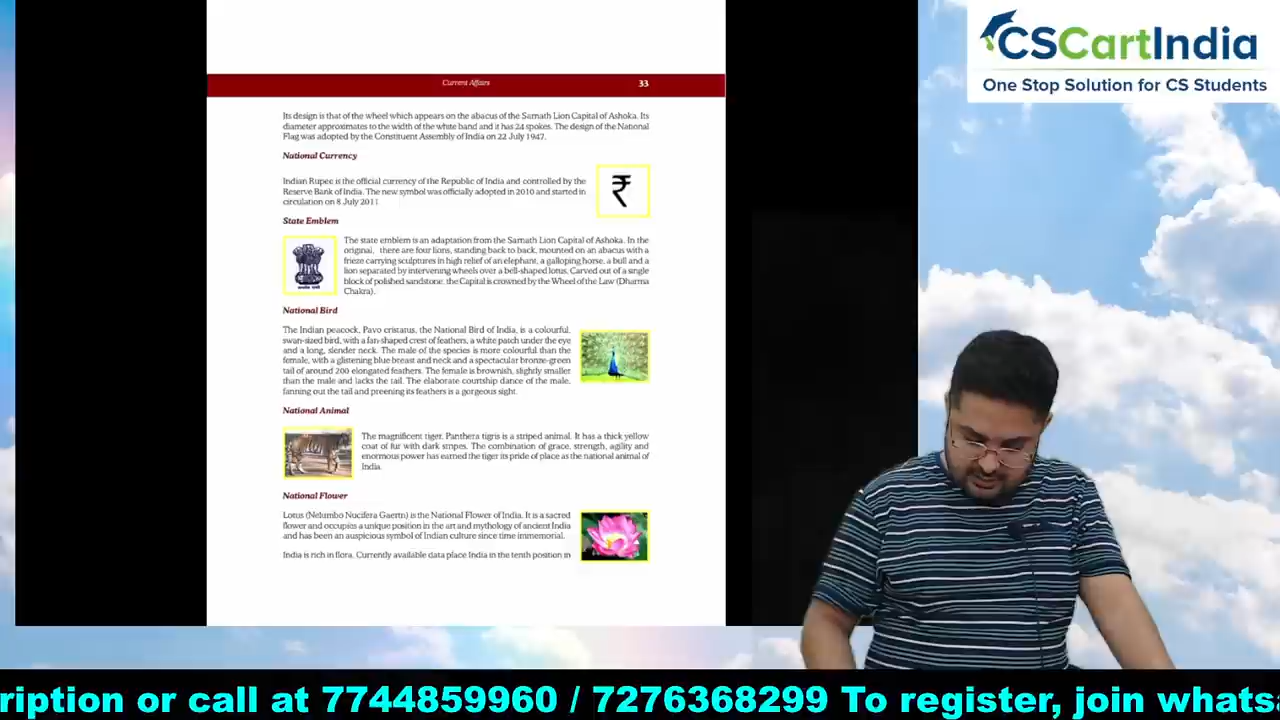 CSCartIndia
One Stop Solution for CS Students
Current Affairs 33
Its design is that of the wheel which appears on the abacus of the Sarnath Lion Capital of Ashoka. Its
diameter approximates to the width of the white band and it has 24 spokes. The design of the National
Flag was adopted by the Constituent Assembly of India on 22 July 1947.
National Currency
Indian Rupee is the official currency of the Republic of India and controlled by the
Reserve Bank of India. The new symbol was officially adopted in 2010 and started in
circulation on 8 July 2011
₹
State Emblem
The state emblem is an adaptation from the Sarnath Lion Capital of Ashoka. In the
original, there are four lions, standing back to back, mounted on an abacus with a
frieze carrying sculptures in high relief of an elephant, a galloping horse, a bull and a
lion separated by intervening wheels over a bell-shaped lotus. Carved out of a single
block of polished sandstone, the Capital is crowned by the Wheel of the Law (Dharma
Chakra).
National Bird
The Indian peacock, Pavo cristatus, the National Bird of India, is a colourful,
swan-sized bird, with a fan-shaped crest of feathers, a white patch under the eye
and a long, slender neck. The male of the species is more colourful than the
female, with a glistening blue breast and neck and a spectacular bronze-green
tail of around 200 elongated feathers. The female is brownish, slightly smaller
than the male and lacks the tail. The elaborate courtship dance of the male,
fanning out the tail and preening its feathers is a gorgeous sight.
National Animal
The magnificent tiger, Panthera tigris is a striped animal. It has a thick yellow
coat of fur with dark stripes. The combination of grace, strength, agility and
enormous power has earned the tiger its pride of place as the national animal of
India.
National Flower
Lotus (Nelumbo Nucifera Gaertn) is the National Flower of India. It is a sacred
flower and occupies a unique position in the art and mythology of ancient India
and has been an auspicious symbol of Indian culture since time immemorial.
India is rich in flora. Currently available data place India in the tenth position in
ription or call at 7744859960 / 7276368299 To register, join whatsa